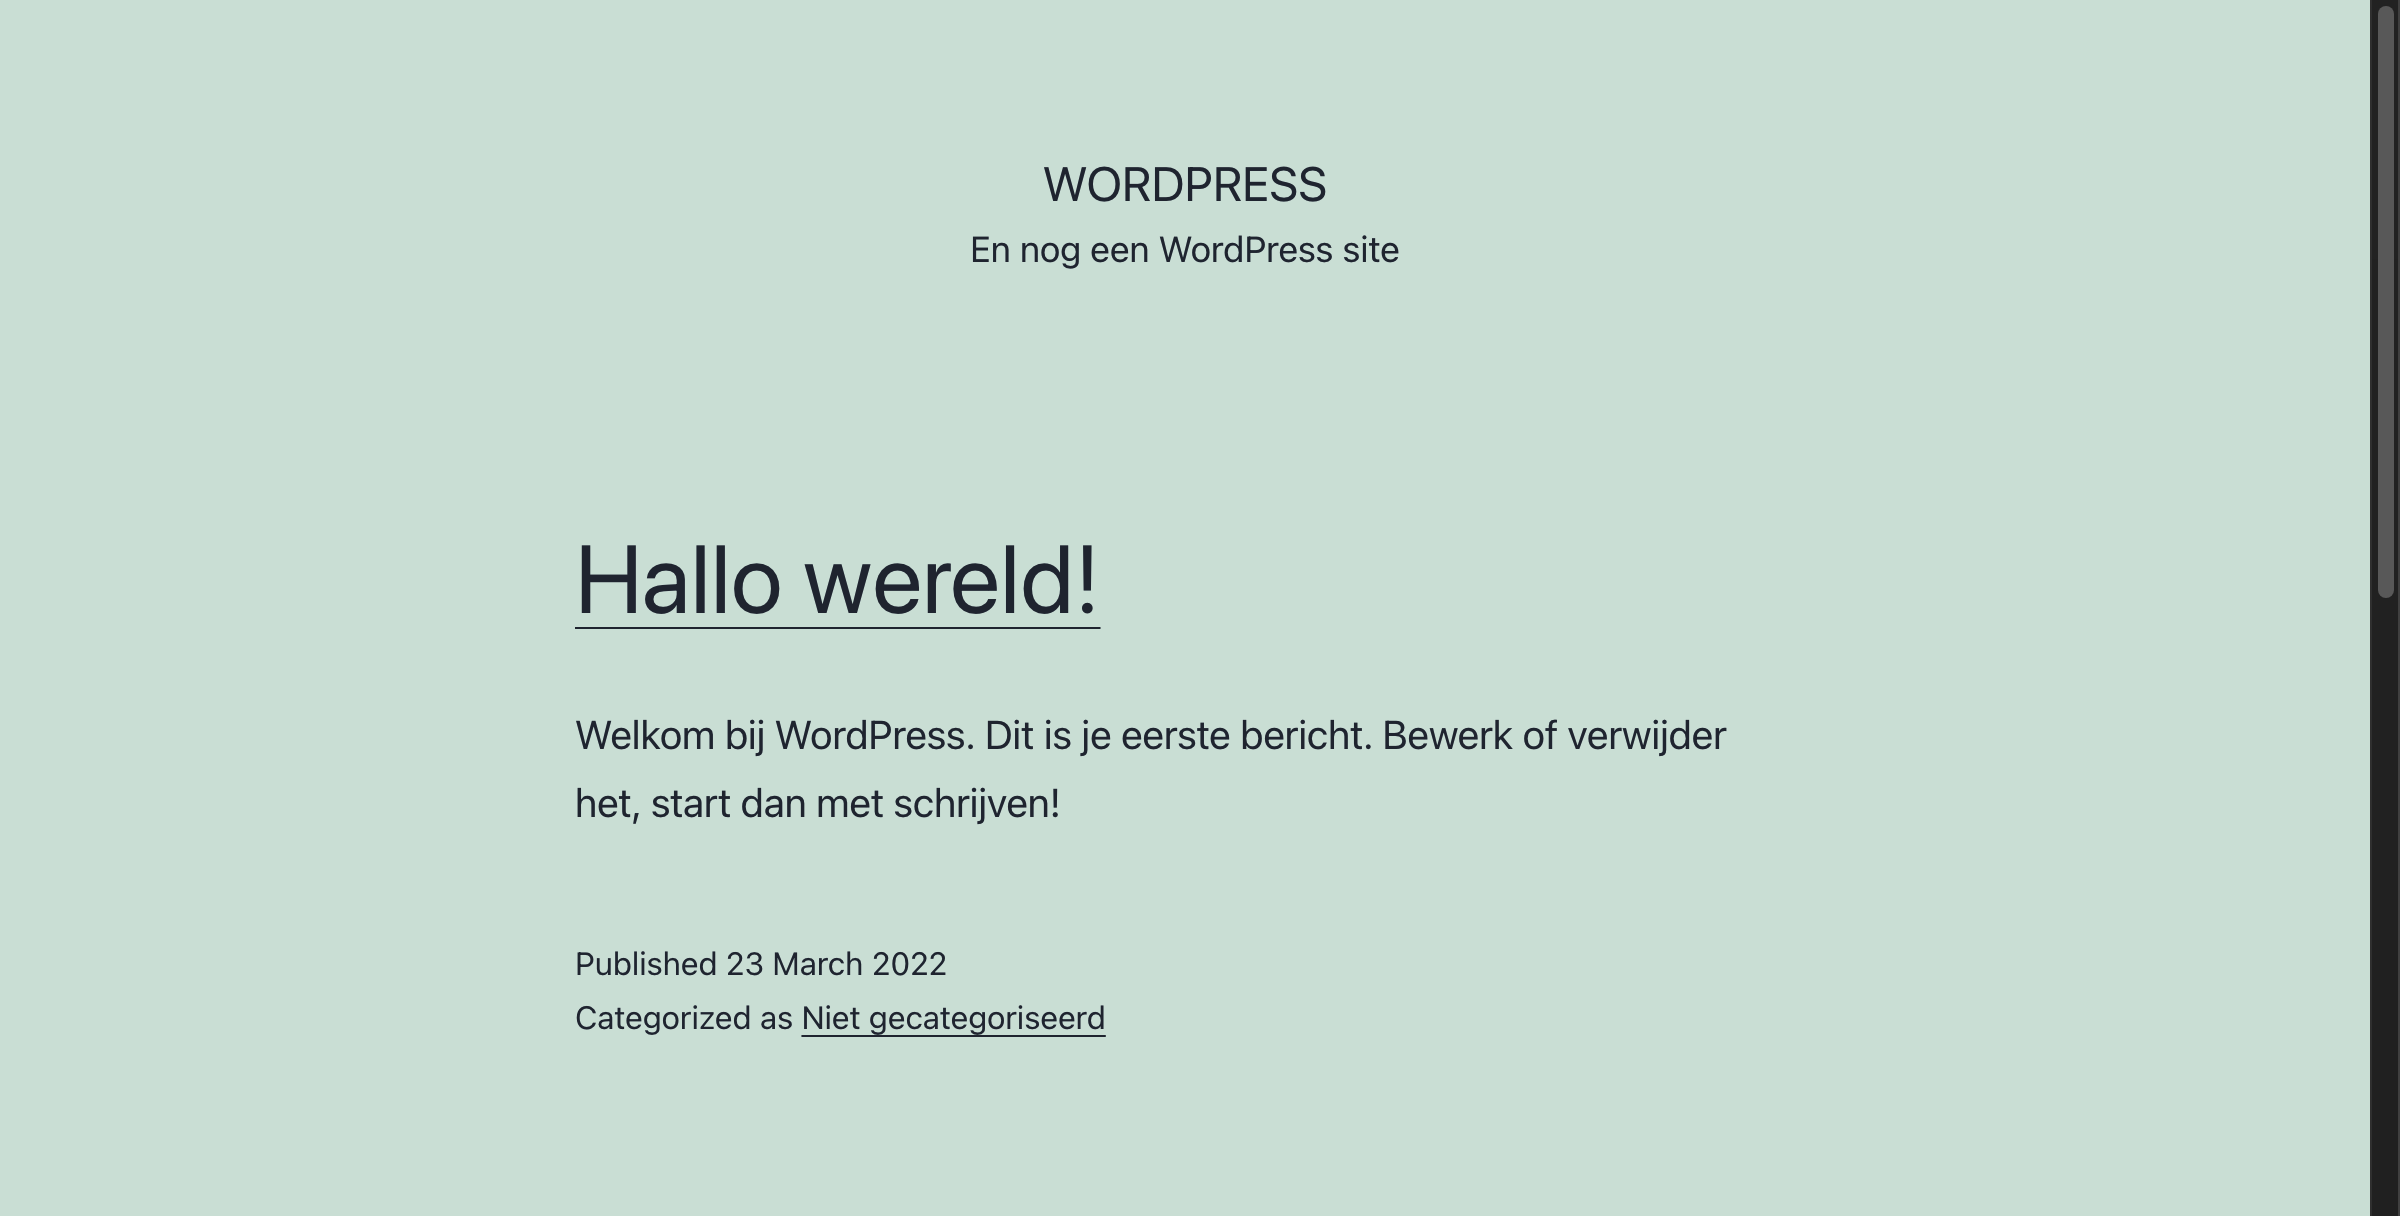 WORDPRESS
En nog een WordPress site
Hallo wereld!
Welkom bij WordPress. Dit is je eerste bericht. Bewerk of verwijder
het, start dan met schrijven!
Published 23 March 2022
Categorized as Niet gecategoriseerd